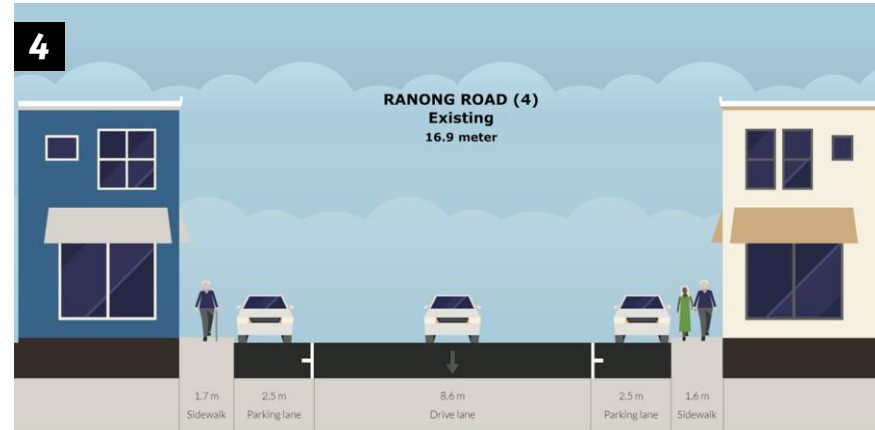 4
RANONG ROAD (4)
Existing
16.9 meter
1.7 m
2.5 m
8.6 m
2.5 m
1.6 m
Sidewalk
Parking lane
Drive lane
Parking lane
Sidewalk